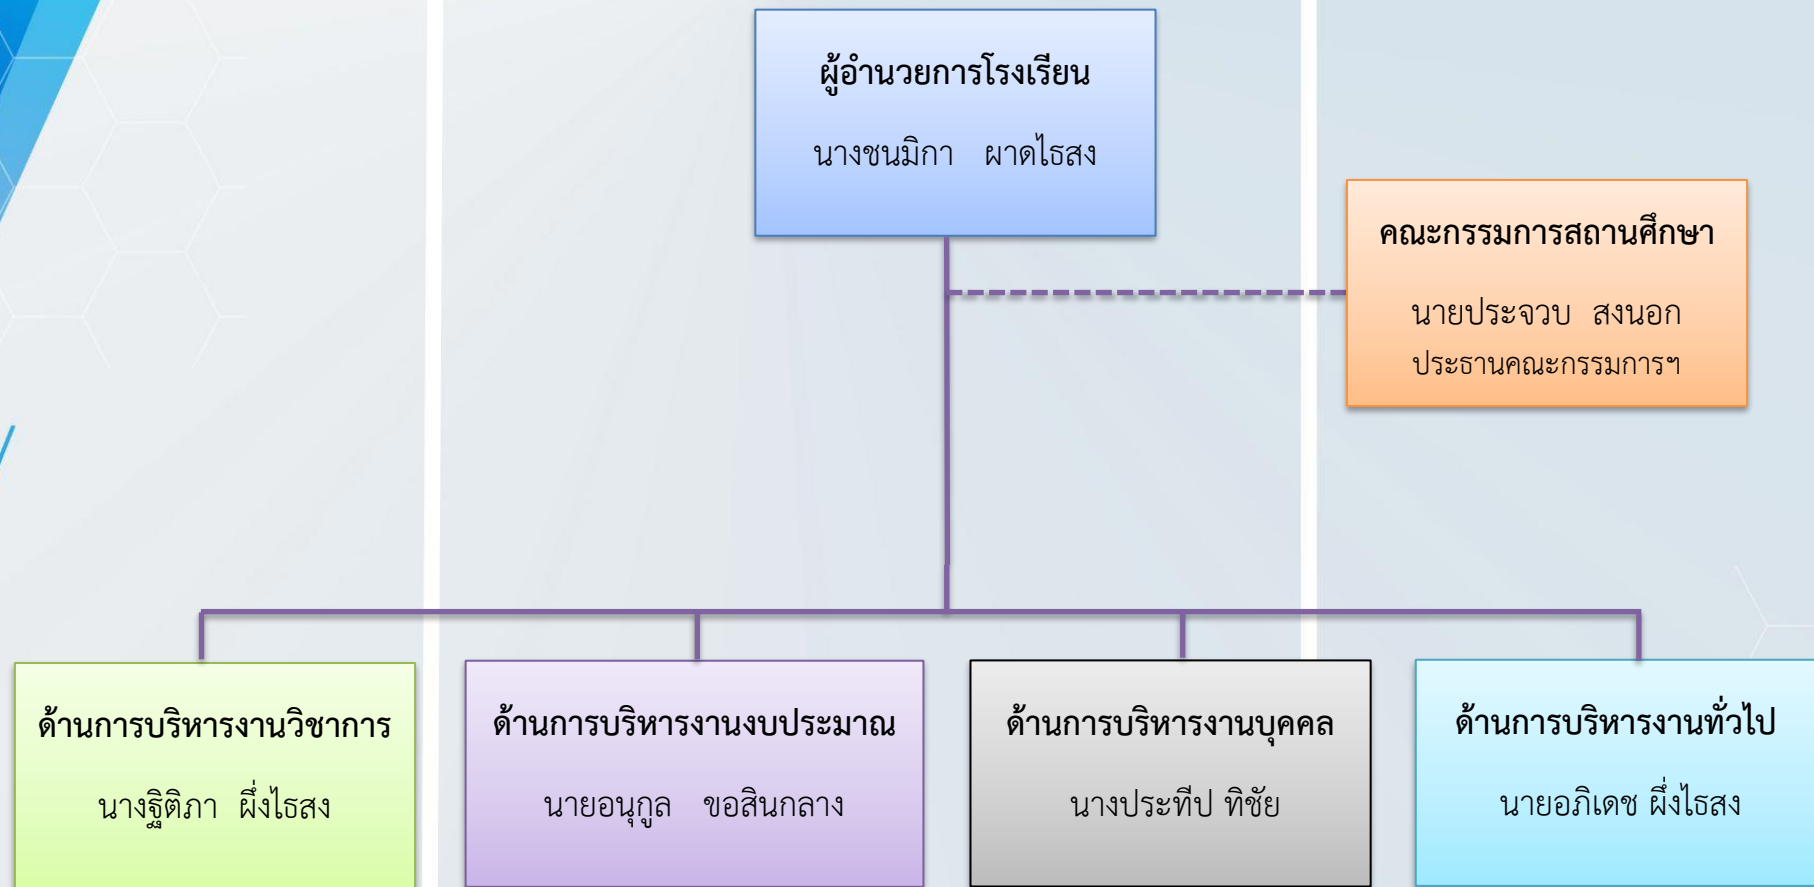 ผู้อำนวยการโรงเรียน
นางชนมิกา ผาดไธสง
คณะกรรมการสถานศึกษา
นายประจวบ สงนอก
ประธานคณะกรรมการฯ
ด้านการบริหารงานวิชาการ
นางฐิติภา ผึ่งไธสง
ด้านการบริหารงานงบประมาณ
นายอนุกูล ขอสินกลาง
ด้านการบริหารงานบุคคล
นางประทีป ทิชัย
ด้านการบริหารงานทั่วไป
นายอภิเดช ผึ่งไธสง